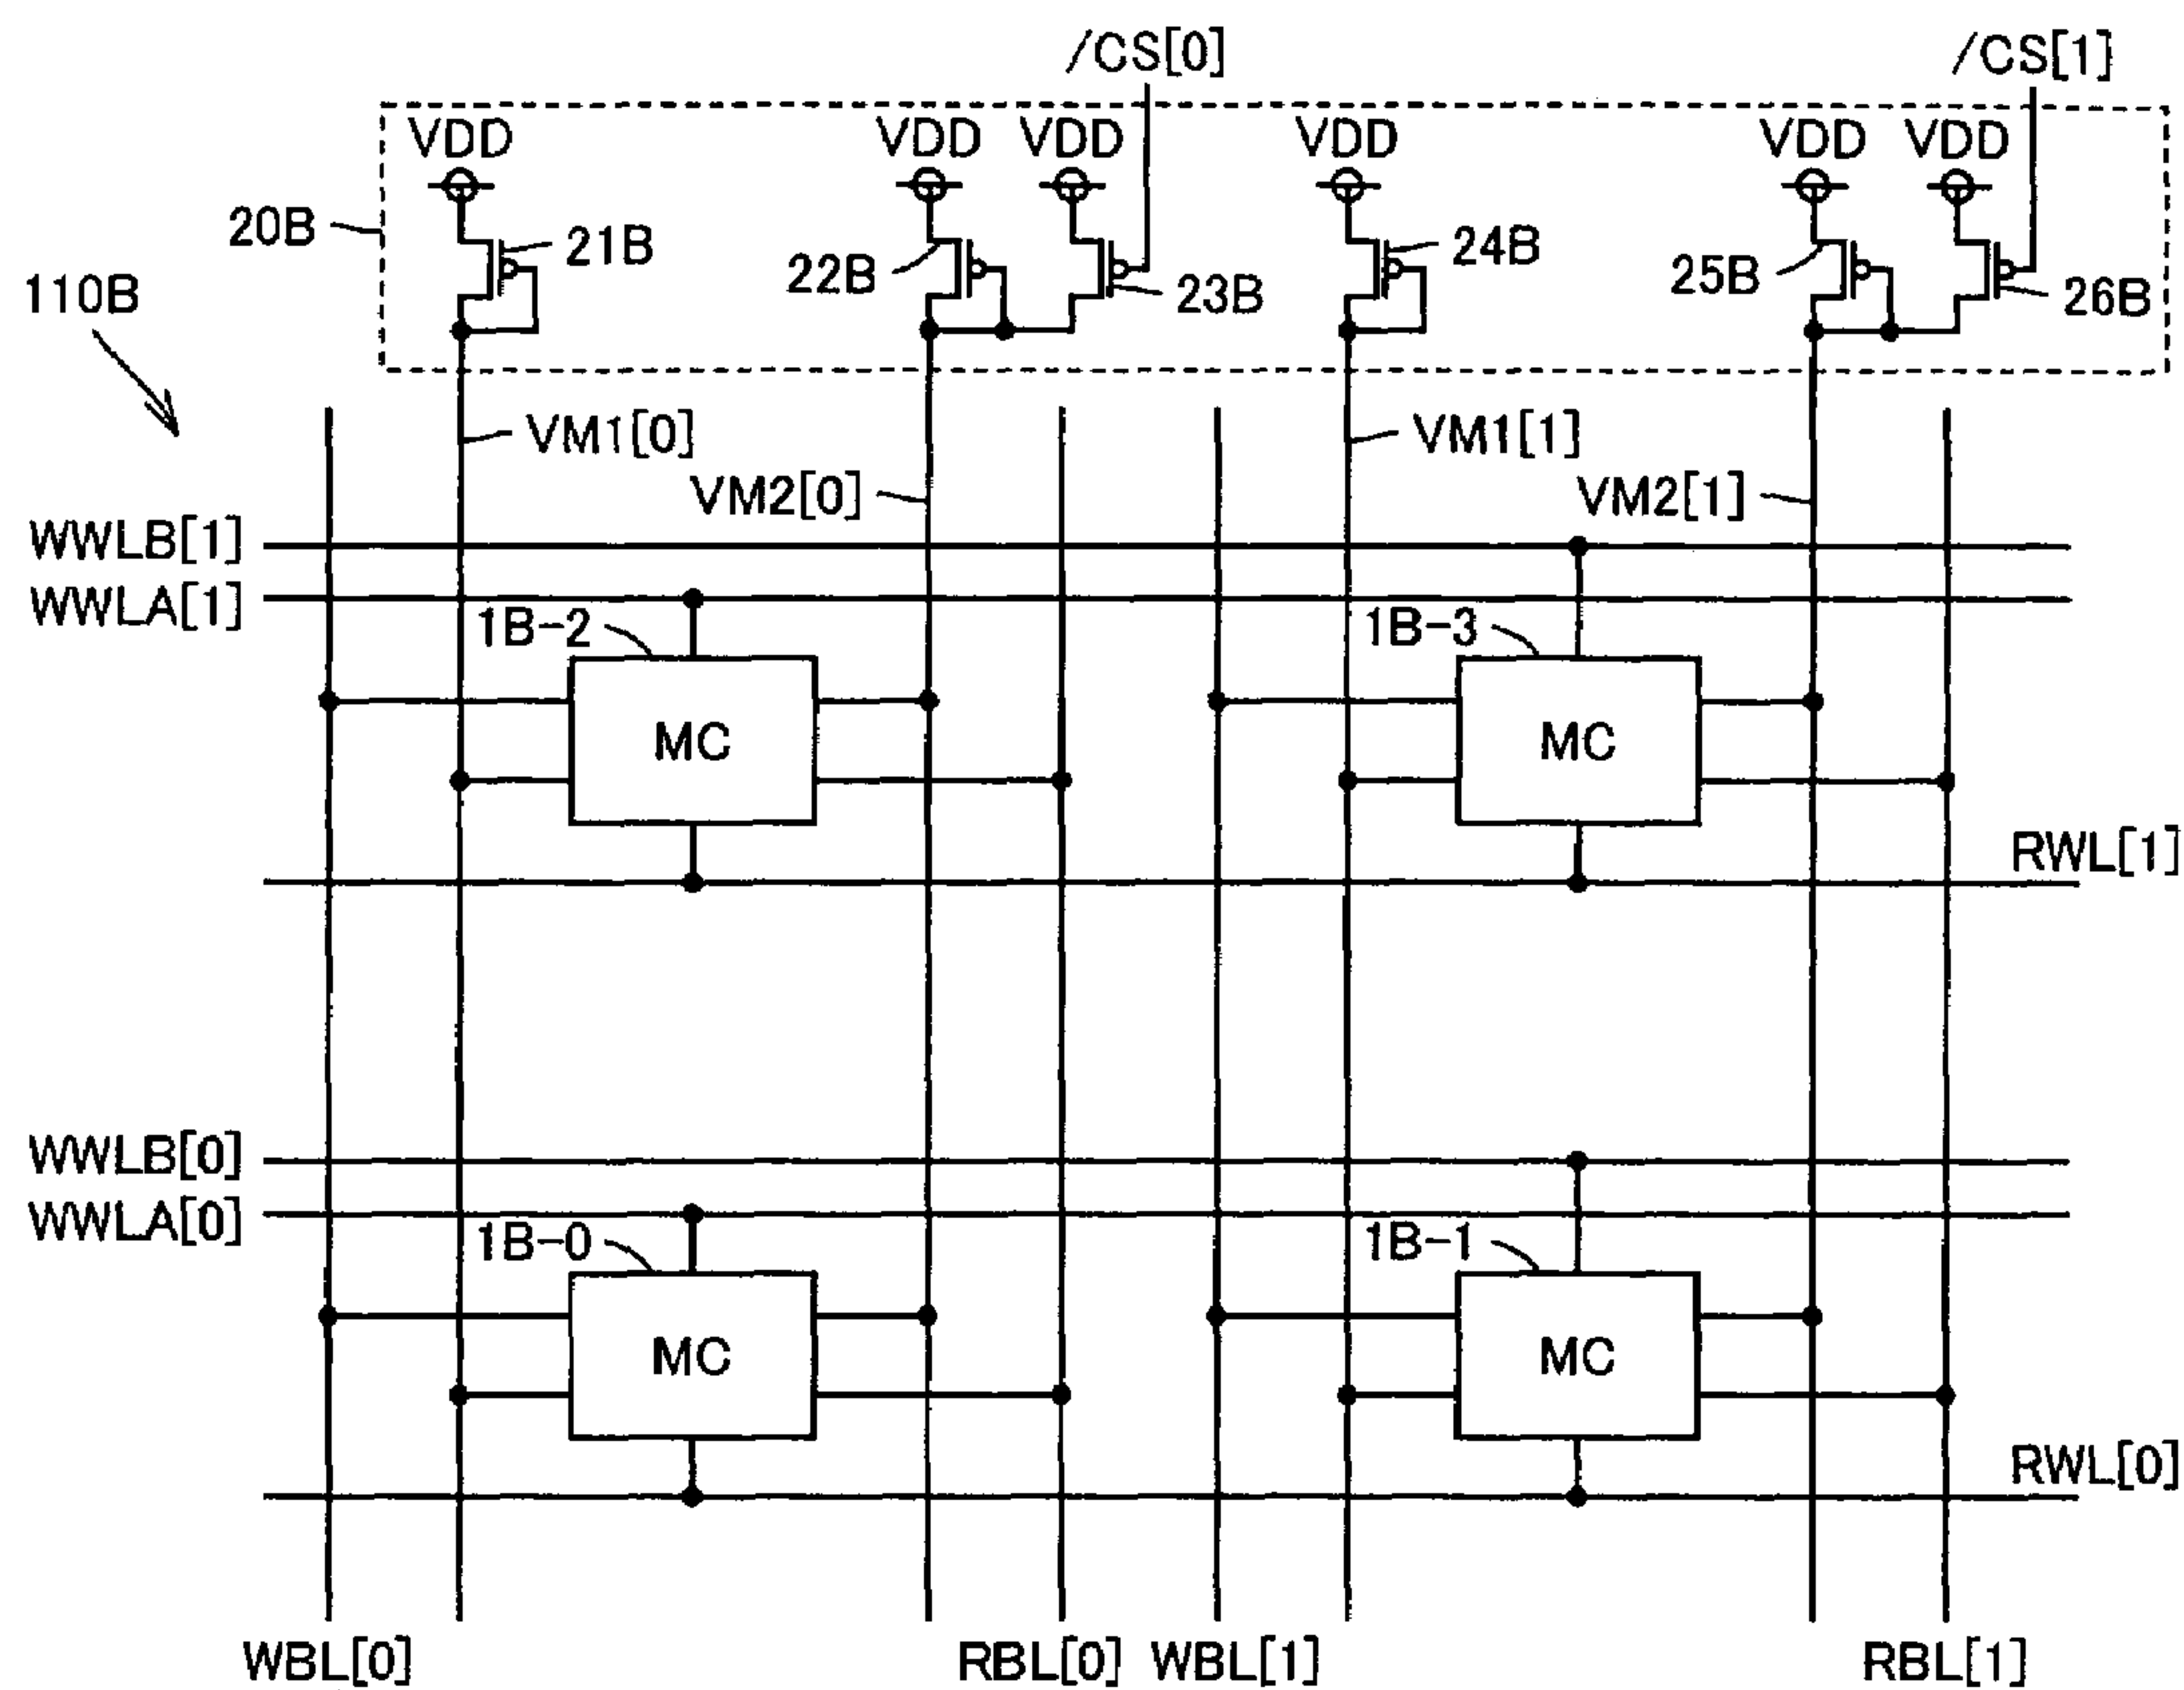 /CS[0]
/CS[1]
VDD
VDD
VDD
VDD
VDD
VDD
20B
21B
22B
23B
24B
25B
26B
110B
VM1[0]
VM1[1]
VM2[0]
VM2[1]
WWLB[1]
WWLA[1]
1B-2
1B-3
MC
MC
RWL[1]
WWLB[0]
WWLA[0]
1B-0
1B-1
MC
MC
RWL[0]
WBL[0]
RBL[0]
WBL[1]
RBL[1]